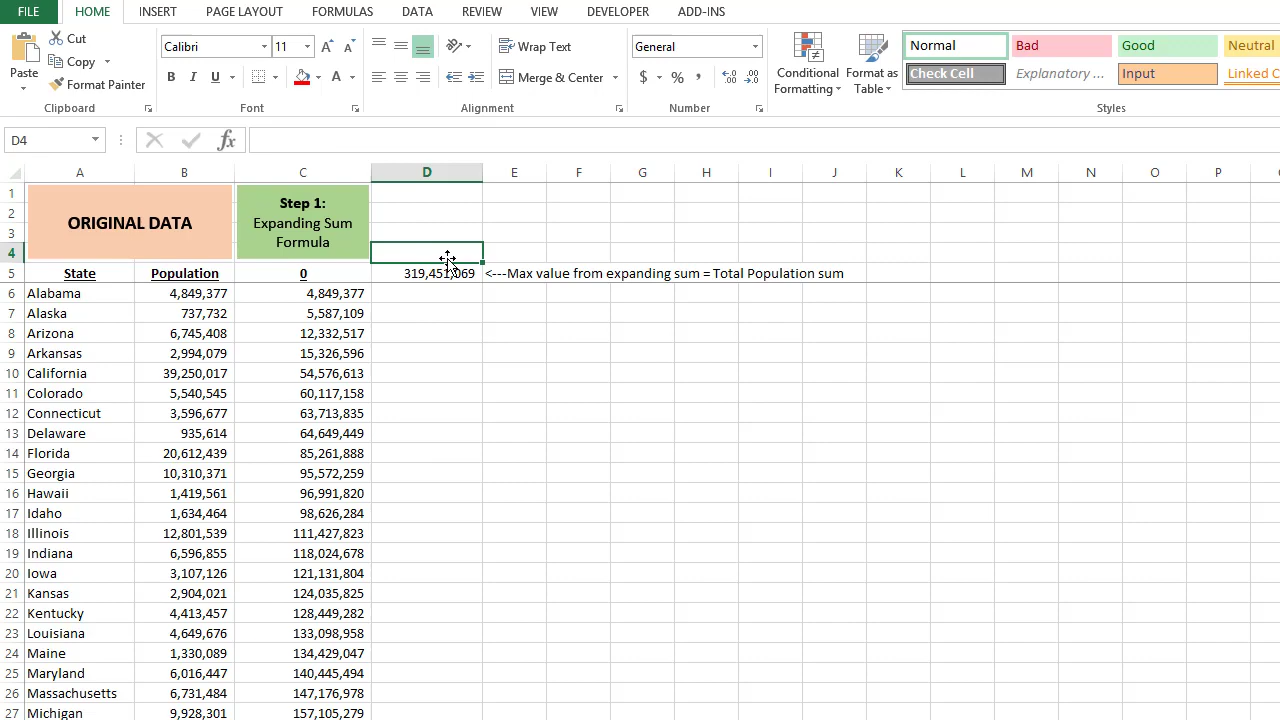 FILE HOME INSERT PAGE LAYOUT FORMULAS DATA REVIEW VIEW DEVELOPER ADD-INS
Cut
Copy
Format Painter
Paste
Clipboard
Calibri 11
B I U A
Font
Wrap Text
Merge & Center
Alignment
General
$ % ,
Number
Conditional Formatting
Format as Table
Normal Bad Good Neutral
Check Cell Explanatory ... Input Linked C
Styles
D4 fx
A B C D E F G H I J K L M N O P
1
2
3
4
ORIGINAL DATA
Step 1:
Expanding Sum
Formula
5 State Population 0 319,451,069 <---Max value from expanding sum = Total Population sum
6 Alabama 4,849,377 4,849,377
7 Alaska 737,732 5,587,109
8 Arizona 6,745,408 12,332,517
9 Arkansas 2,994,079 15,326,596
10 California 39,250,017 54,576,613
11 Colorado 5,540,545 60,117,158
12 Connecticut 3,596,677 63,713,835
13 Delaware 935,614 64,649,449
14 Florida 20,612,439 85,261,888
15 Georgia 10,310,371 95,572,259
16 Hawaii 1,419,561 96,991,820
17 Idaho 1,634,464 98,626,284
18 Illinois 12,801,539 111,427,823
19 Indiana 6,596,855 118,024,678
20 Iowa 3,107,126 121,131,804
21 Kansas 2,904,021 124,035,825
22 Kentucky 4,413,457 128,449,282
23 Louisiana 4,649,676 133,098,958
24 Maine 1,330,089 134,429,047
25 Maryland 6,016,447 140,445,494
26 Massachusetts 6,731,484 147,176,978
27 Michigan 9,928,301 157,105,279